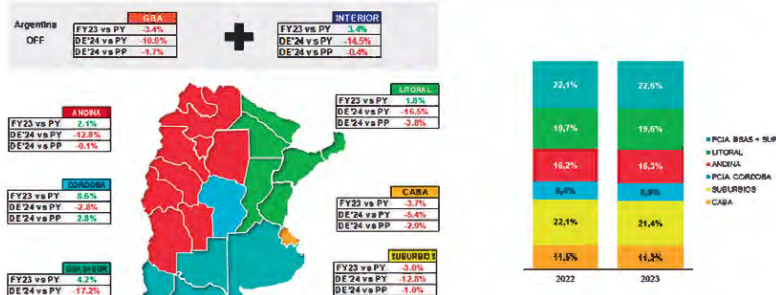 Argentina
OFF
GBA
FY23 vs PY -3.4%
DE'24 vs PY -10.9%
DE'24 vs PP -1.7%
INTERIOR
FY23 vs PY 3.4%
DE'24 vs PY -14.5%
DE'24 vs PP -0.4%
LITORAL
FY23 vs PY 1.8%
DE'24 vs PY -16.5%
DE'24 vs PP -3.8%
ANDINA
FY23 vs PY 2.1%
DE'24 vs PY -12.8%
DE'24 vs PP -0.1%
CORDOBA
FY23 vs PY 8.6%
DE'24 vs PY -2.8%
DE'24 vs PP 2.8%
CABA
FY23 vs PY -3.7%
DE'24 vs PY -5.4%
DE'24 vs PP -2.9%
FY23 vs PY 4.2%
DE'24 vs PY -17.2%
SUBURBIOS
FY23 vs PY -3.0%
DE'24 vs PY -12.8%
DE'24 vs PP -1.0%
22,1% 22,6%
19,7% 19,6%
16,2% 16,3%
22,1% 21,4%
11,5% 11,2%
2022 2023
PCIA BSAS + SUR
LITORAL
ANDINA
PCIA CORDOBA
SUBURBIOS
CABA